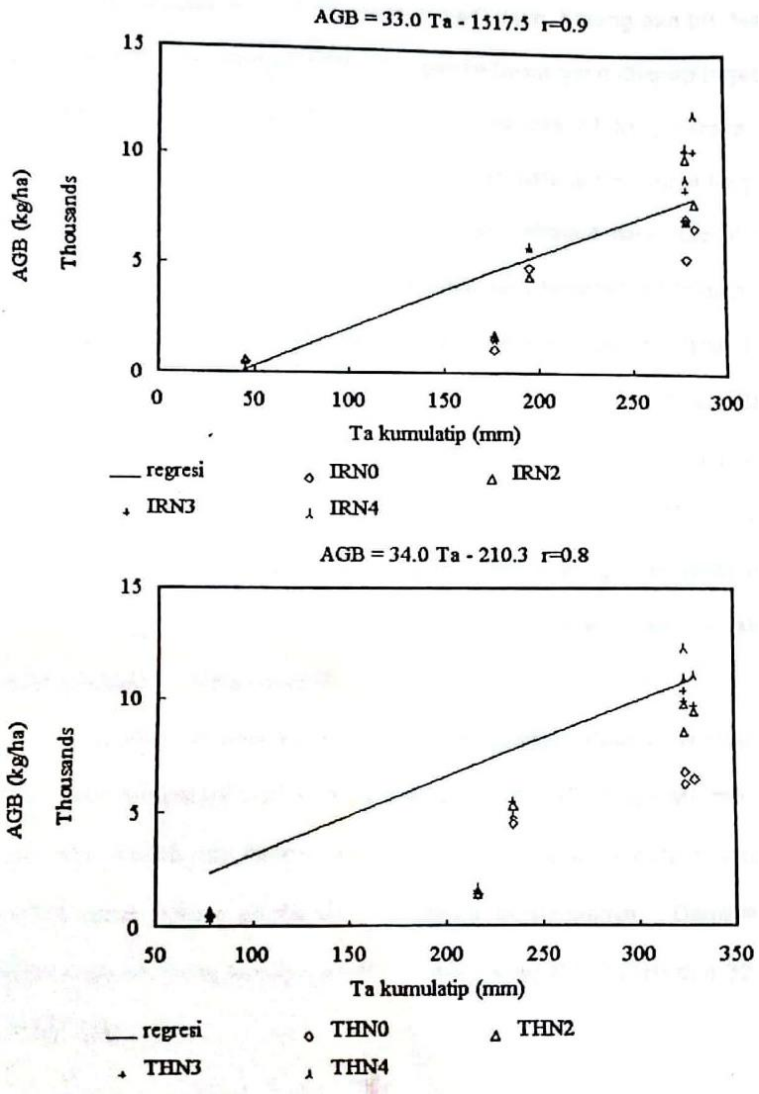 AGB = 33.0 Ta - 1517.5 r=0.9
15
10
5
0
AGB (kg/ha)
Thousands
0 50 100 150 200 250 300
Ta kumulatip (mm)
regresi IRN0 IRN2
IRN3 IRN4
AGB = 34.0 Ta - 210.3 r=0.8
15
10
5
0
AGB (kg/ha)
Thousands
50 100 150 200 250 300 350
Ta kumulatip (mm)
regresi THN0 THN2
THN3 THN4